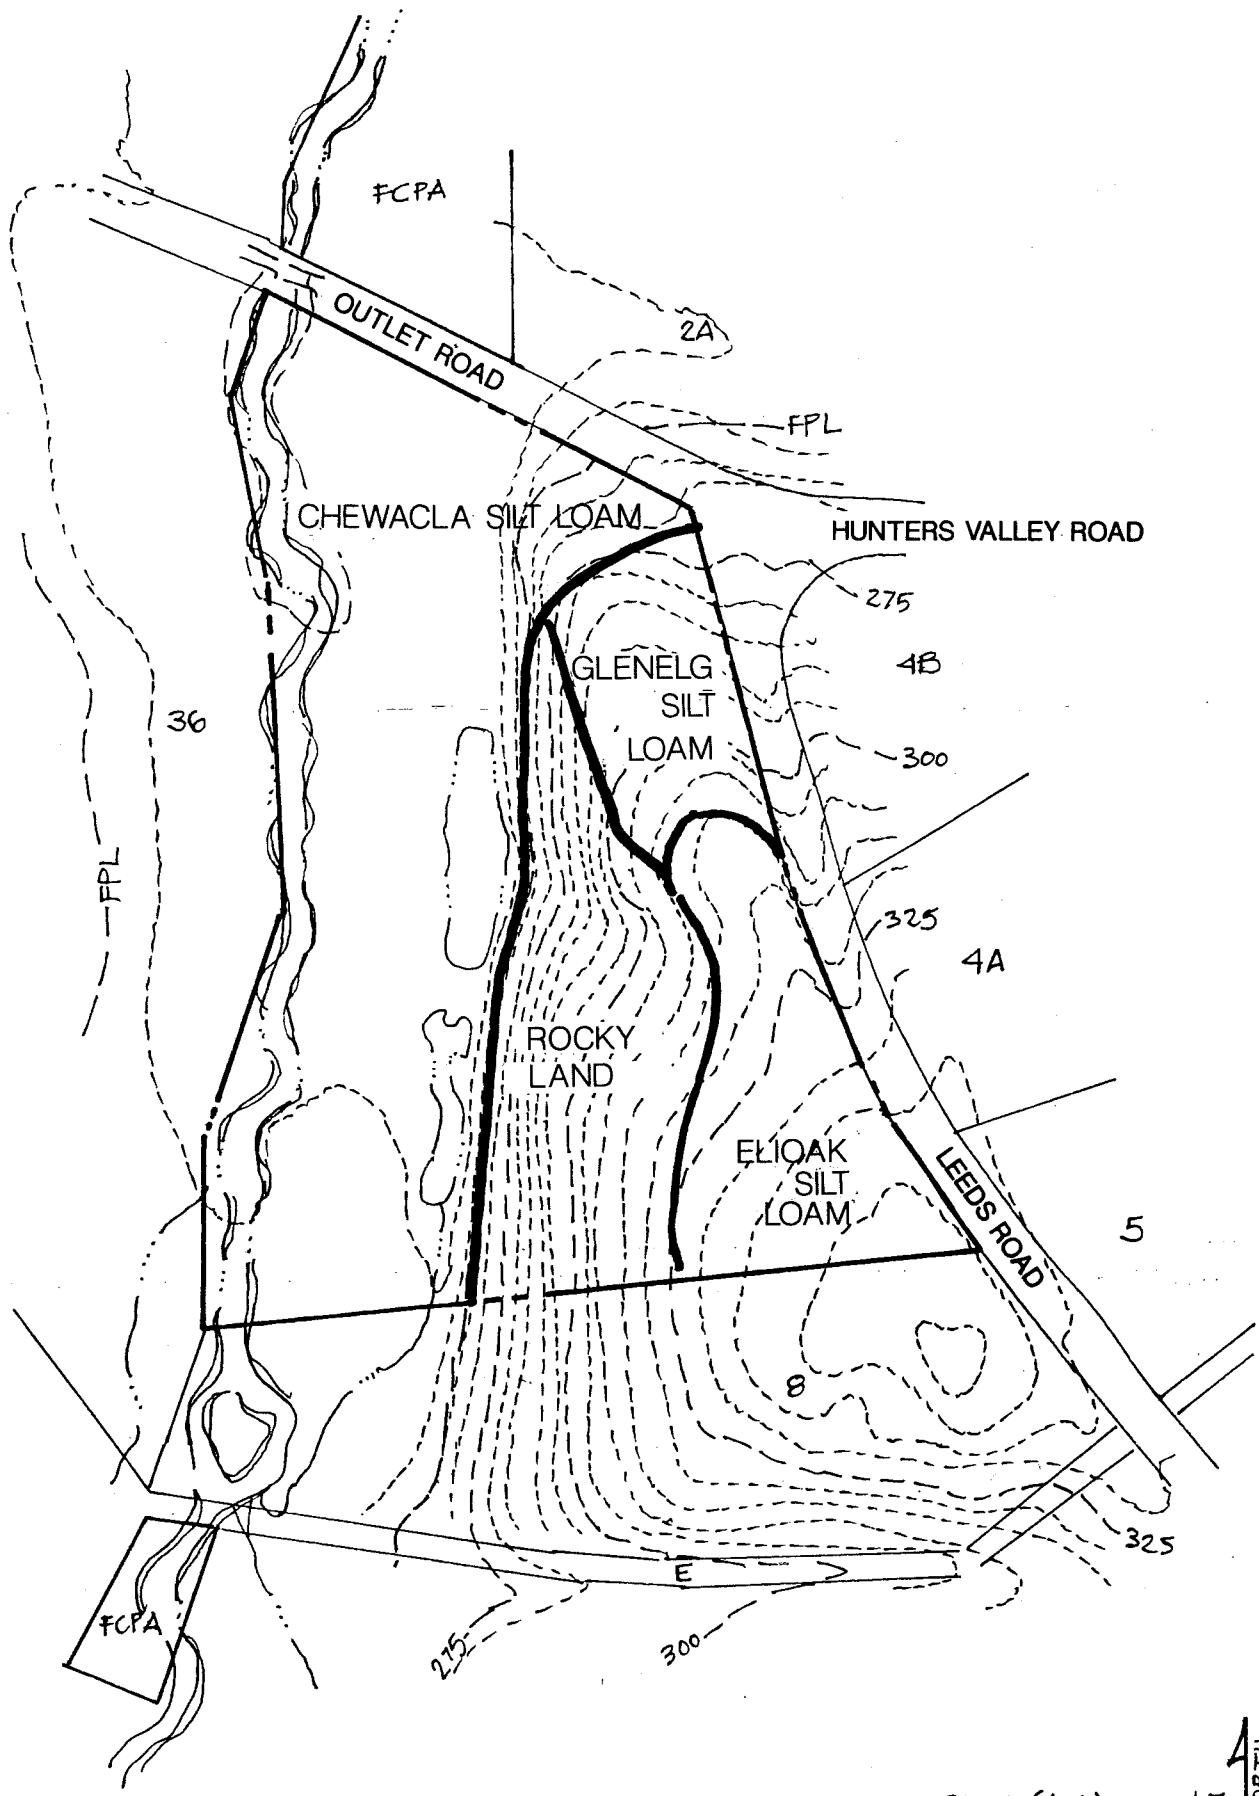 FCPA
OUTLET ROAD
2A
FPL
CHEWACLA SILT LOAM
HUNTERS VALLEY ROAD
275
GLENELG
SILT
LOAM
4B
36
300
FPL
325
4A
ROCKY
LAND
ELIOAK
SILT
LOAM
LEEDS ROAD
5
8
325
E
FCPA
275
300